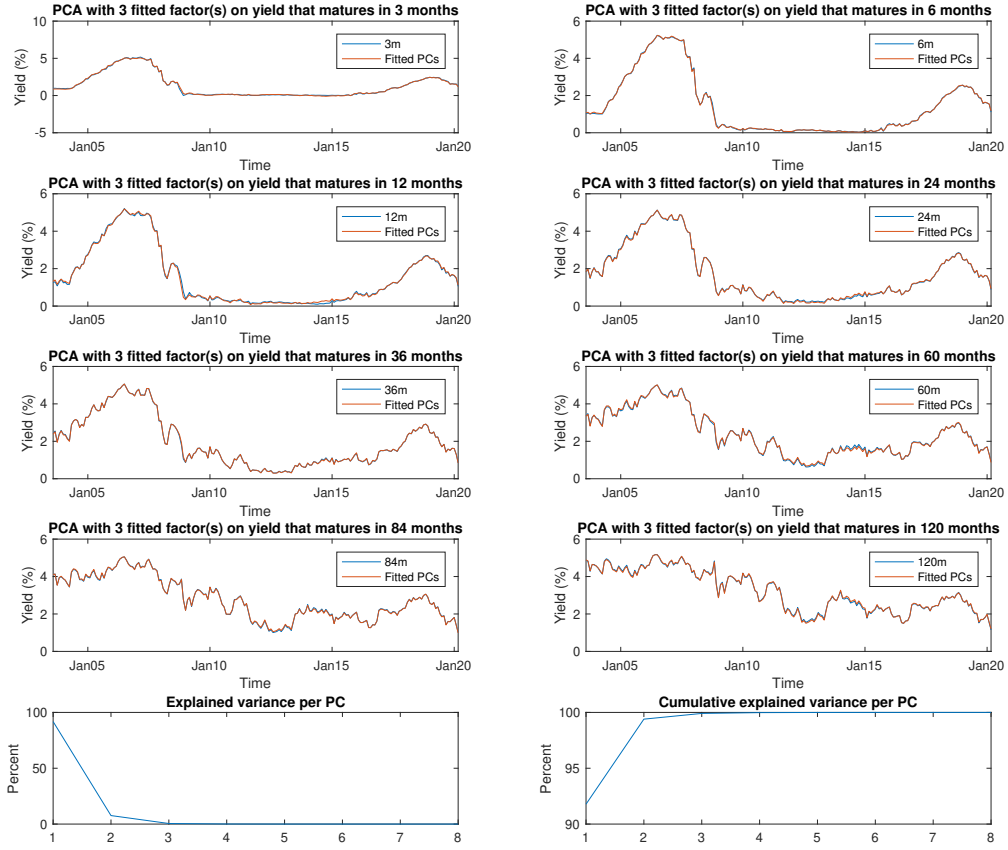 PCA with 3 fitted factor(s) on yield that matures in 3 months
10
5
0
-5
Yield (%)
3m
Fitted PCs
Jan05
Jan10
Jan15
Jan20
Time
PCA with 3 fitted factor(s) on yield that matures in 6 months
6
4
2
0
Yield (%)
6m
Fitted PCs
Jan05
Jan10
Jan15
Jan20
Time
PCA with 3 fitted factor(s) on yield that matures in 12 months
6
4
2
0
Yield (%)
12m
Fitted PCs
Jan05
Jan10
Jan15
Jan20
Time
PCA with 3 fitted factor(s) on yield that matures in 24 months
6
4
2
0
Yield (%)
24m
Fitted PCs
Jan05
Jan10
Jan15
Jan20
Time
PCA with 3 fitted factor(s) on yield that matures in 36 months
6
4
2
0
Yield (%)
36m
Fitted PCs
Jan05
Jan10
Jan15
Jan20
Time
PCA with 3 fitted factor(s) on yield that matures in 60 months
6
4
2
0
Yield (%)
60m
Fitted PCs
Jan05
Jan10
Jan15
Jan20
Time
PCA with 3 fitted factor(s) on yield that matures in 84 months
6
4
2
0
Yield (%)
84m
Fitted PCs
Jan05
Jan10
Jan15
Jan20
Time
PCA with 3 fitted factor(s) on yield that matures in 120 months
6
4
2
0
Yield (%)
120m
Fitted PCs
Jan05
Jan10
Jan15
Jan20
Time
Explained variance per PC
100
50
0
Percent
1 2 3 4 5 6 7 8
Cumulative explained variance per PC
100
95
90
Percent
1 2 3 4 5 6 7 8